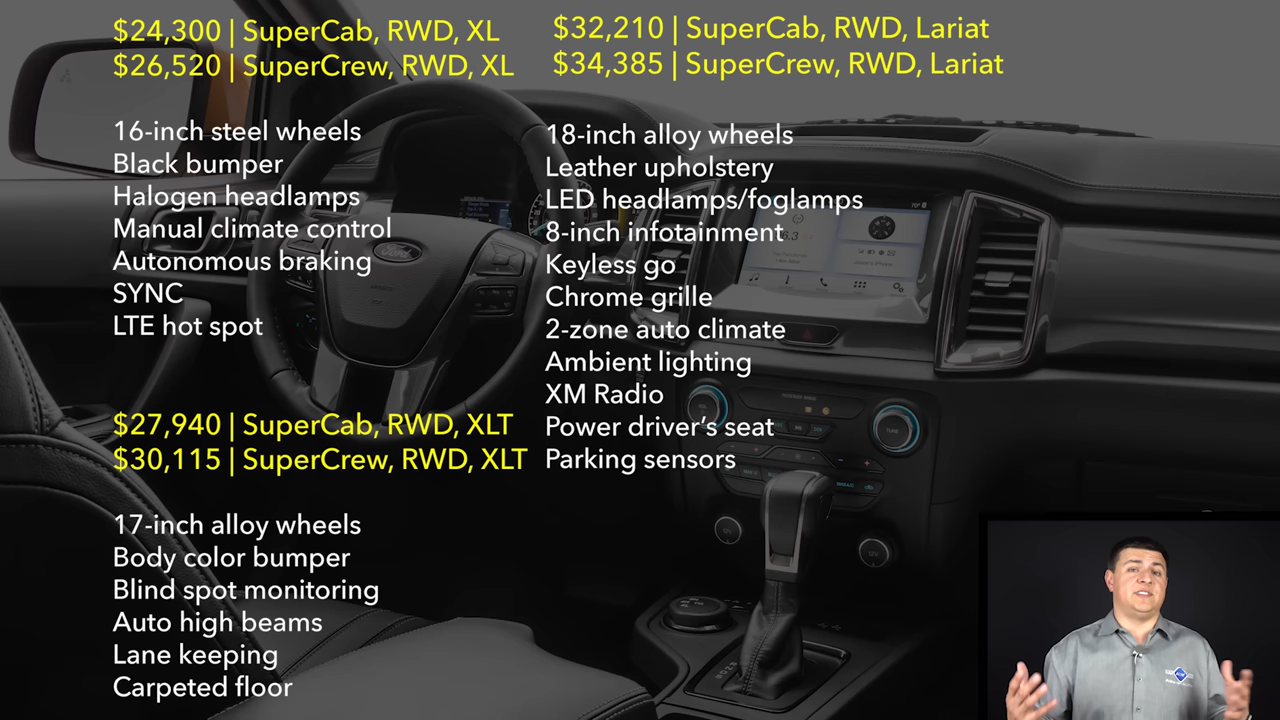 $24,300 | SuperCab, RWD, XL
$26,520 | SuperCrew, RWD, XL
16-inch steel wheels
Black bumper
Halogen headlamps
Manual climate control
Autonomous braking
SYNC
LTE hot spot
$27,940 | SuperCab, RWD, XLT
$30,115 | SuperCrew, RWD, XLT
17-inch alloy wheels
Body color bumper
Blind spot monitoring
Auto high beams
Lane keeping
Carpeted floor
$32,210 | SuperCab, RWD, Lariat
$34,385 | SuperCrew, RWD, Lariat
18-inch alloy wheels
Leather upholstery
LED headlamps/foglamps
8-inch infotainment
Keyless go
Chrome grille
2-zone auto climate
Ambient lighting
XM Radio
Power driver’s seat
Parking sensors